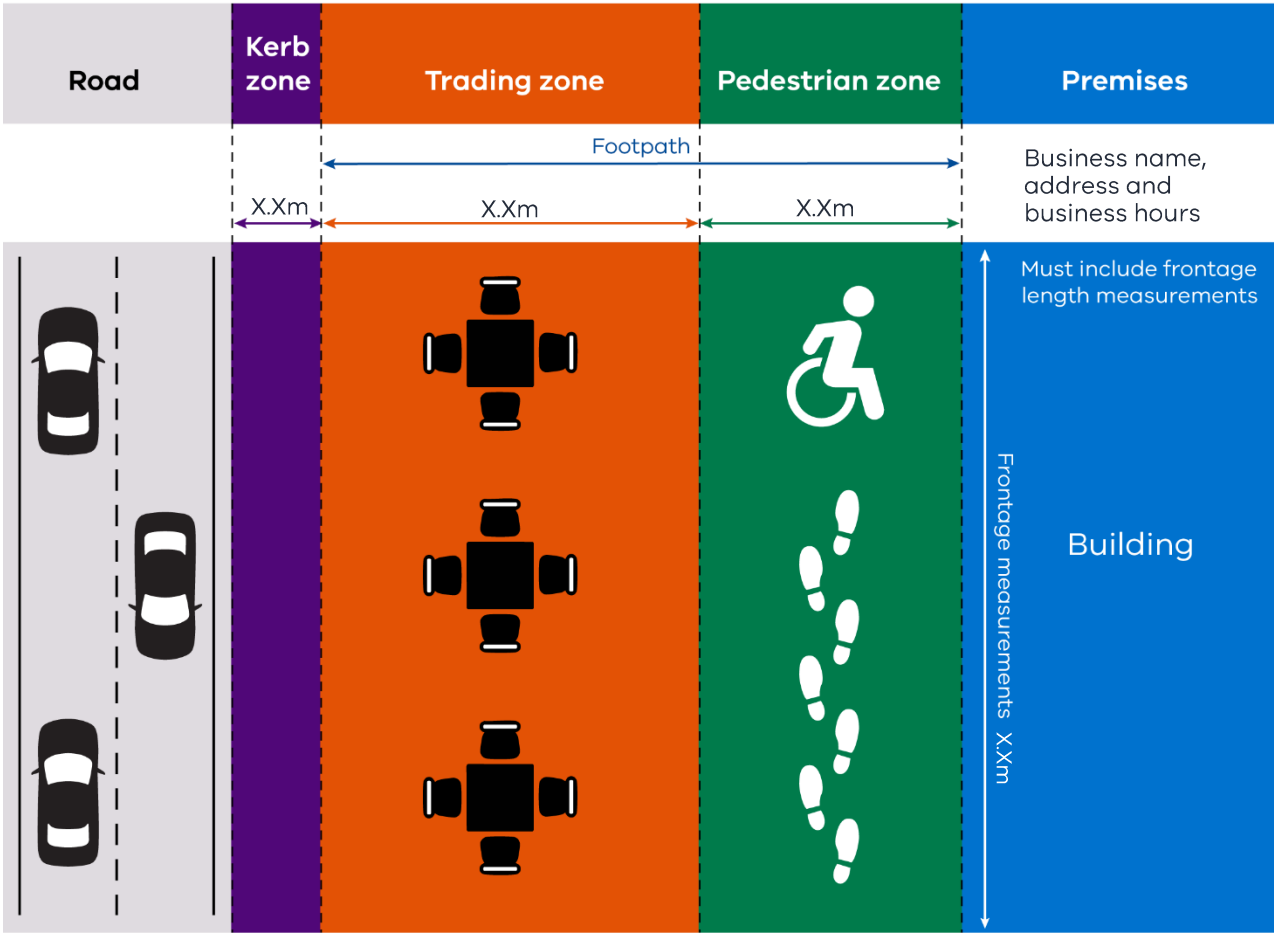 Road
Kerb
zone
Trading zone
Pedestrian zone
Premises
Footpath
X.Xm
X.Xm
X.Xm
Business name,
address and
business hours
Must include frontage
length measurements
Frontage measurements X.Xm
Building